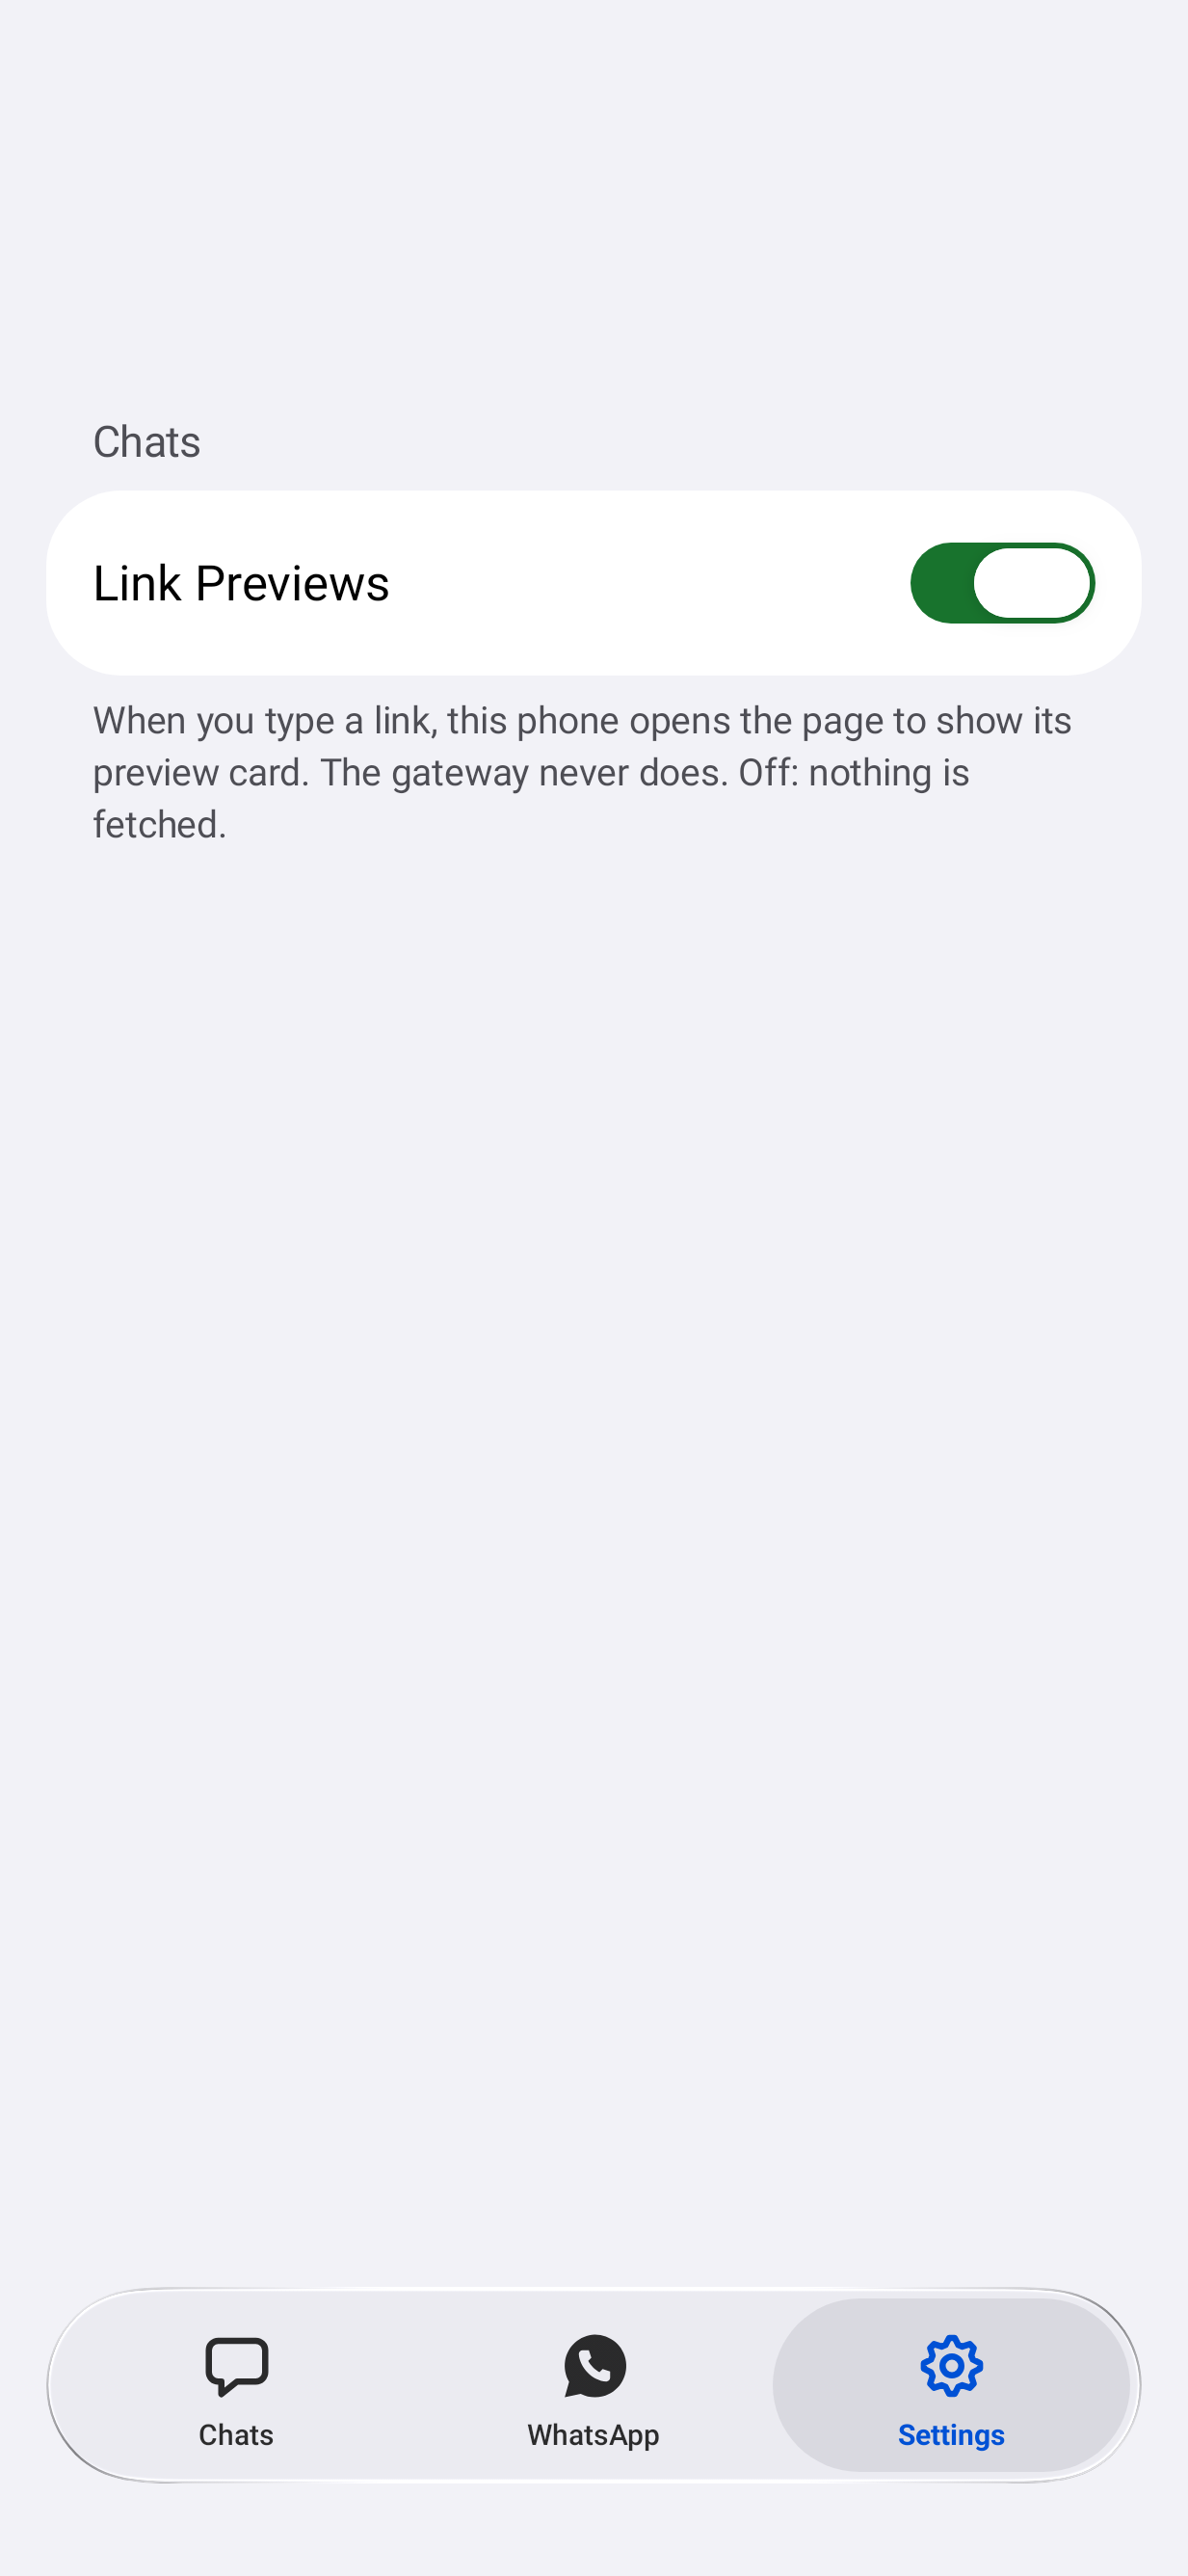 Chats
Link Previews
When you type a link, this phone opens the page to show its
preview card. The gateway never does. Off: nothing is
fetched.
Chats
WhatsApp
Settings